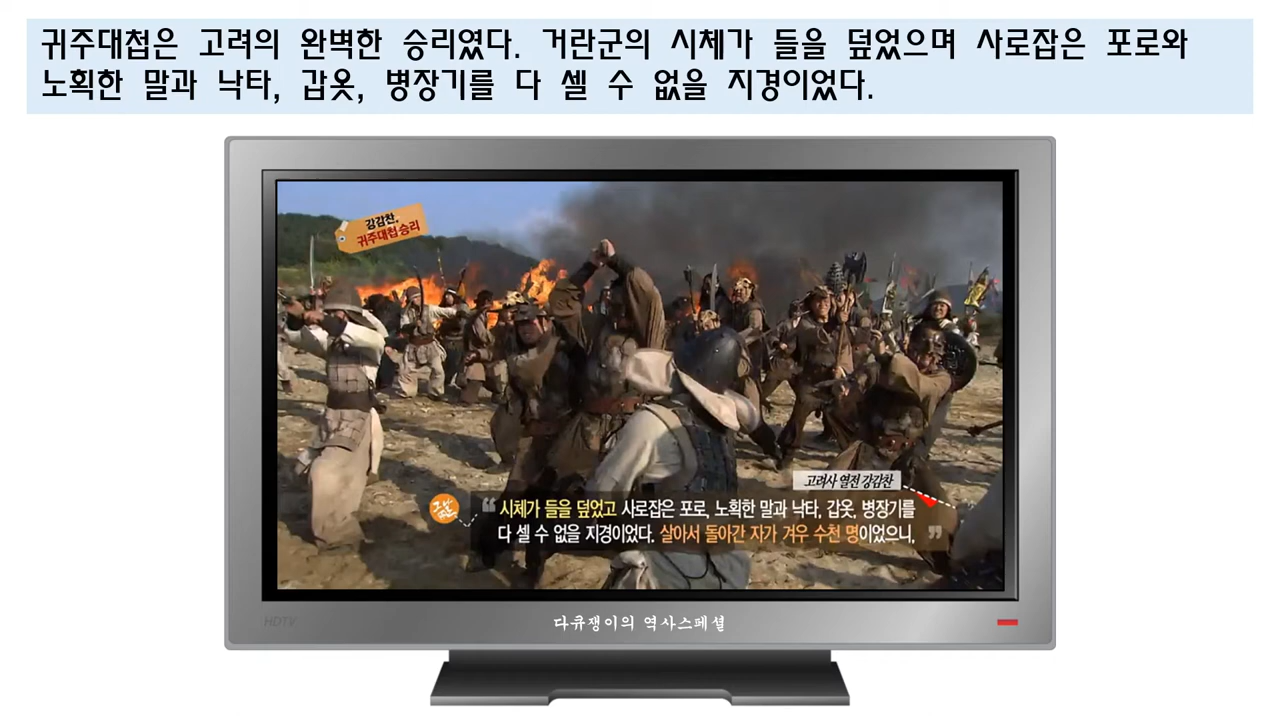 귀주대첩은 고려의 완벽한 승리였다. 거란군의 시체가 들을 덮었으며 사로잡은 포로와
노획한 말과 낙타, 갑옷, 병장기를 다 셀 수 없을 지경이었다.
강감찬,
귀주대첩 승리
고려사 열전 강감찬
그날
“ 시체가 들을 덮었고 사로잡은 포로, 노획한 말과 낙타, 갑옷, 병장기를
다 셀 수 없을 지경이었다. 살아서 돌아간 자가 겨우 수천 명이었으니, ”
HDTV
다큐쟁이의 역사스페셜